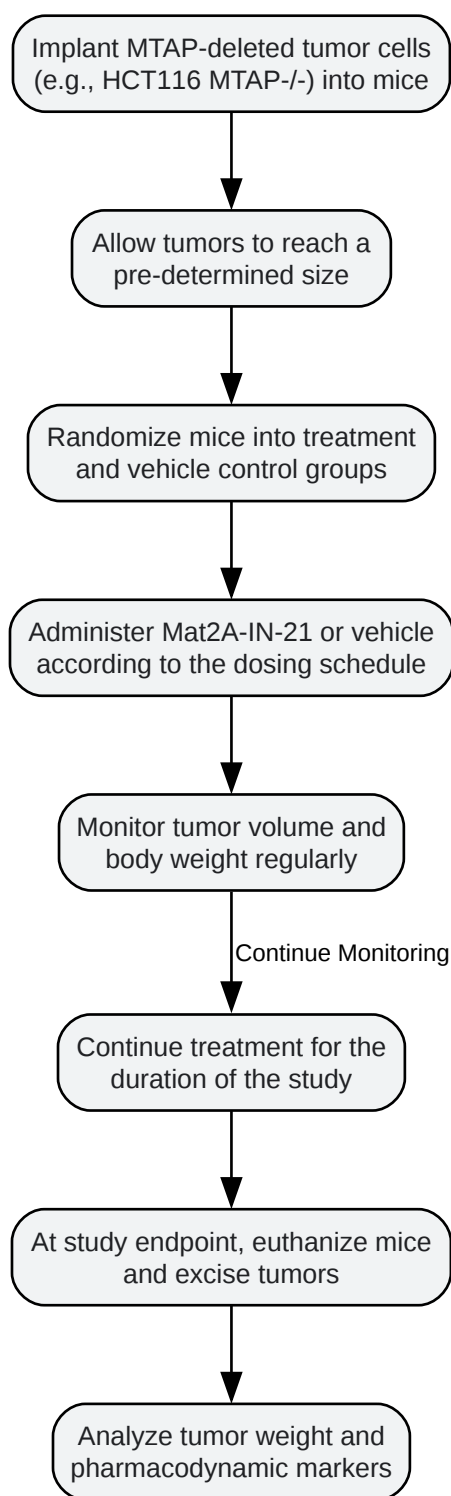 Implant MTAP-deleted tumor cells
(e.g., HCT116 MTAP-/-) into mice
Allow tumors to reach a
pre-determined size
Randomize mice into treatment
and vehicle control groups
Administer Mat2A-IN-21 or vehicle
according to the dosing schedule
Monitor tumor volume and
body weight regularly
Continue Monitoring
Continue treatment for the
duration of the study
At study endpoint, euthanize mice
and excise tumors
Analyze tumor weight and
pharmacodynamic markers